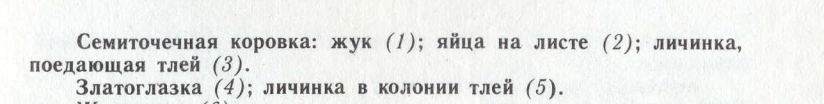 Семиточечная коровка: жук (1); яйца на листе (2); личинка,
поедающая тлей (3).
Златоглазка (4); личинка в колонии тлей (5).